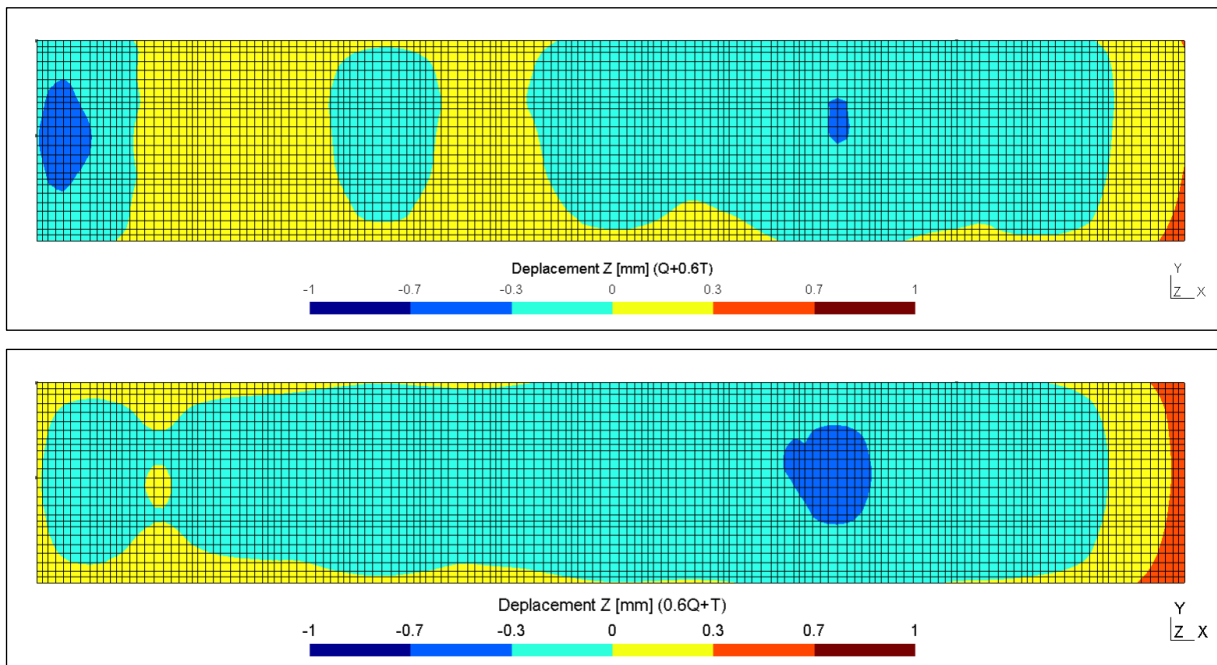 Deplacement Z [mm] (Q+0.6T)
-1 -0.7 -0.3 0 0.3 0.7 1
Y
Z X
Deplacement Z [mm] (0.6Q+T)
-1 -0.7 -0.3 0 0.3 0.7 1
Y
Z X